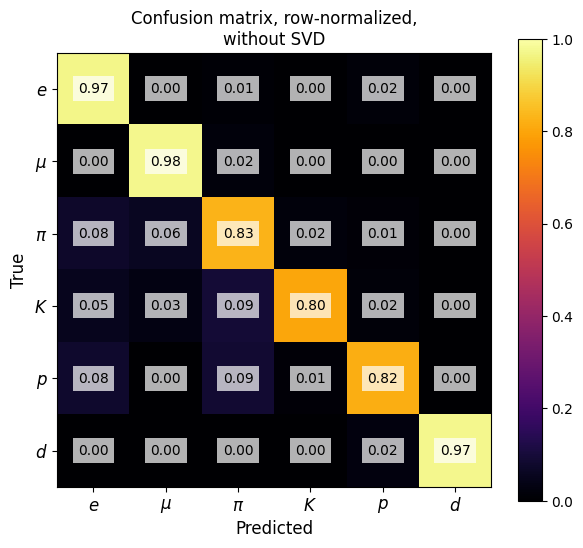 Confusion matrix, row-normalized,
without SVD
e 0.97 0.00 0.01 0.00 0.02 0.00
μ 0.00 0.98 0.02 0.00 0.00 0.00
π 0.08 0.06 0.83 0.02 0.01 0.00
K 0.05 0.03 0.09 0.80 0.02 0.00
p 0.08 0.00 0.09 0.01 0.82 0.00
d 0.00 0.00 0.00 0.00 0.02 0.97
e μ π K p d
Predicted
True
1.0
0.8
0.6
0.4
0.2
0.0